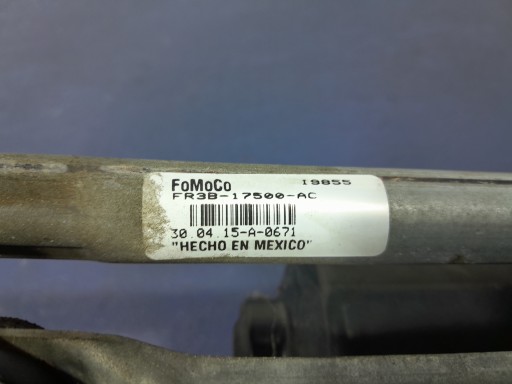 FoMoCo 19855
FR3B-17500-AC
30.04.15-A-0671
"HECHO EN MEXICO"